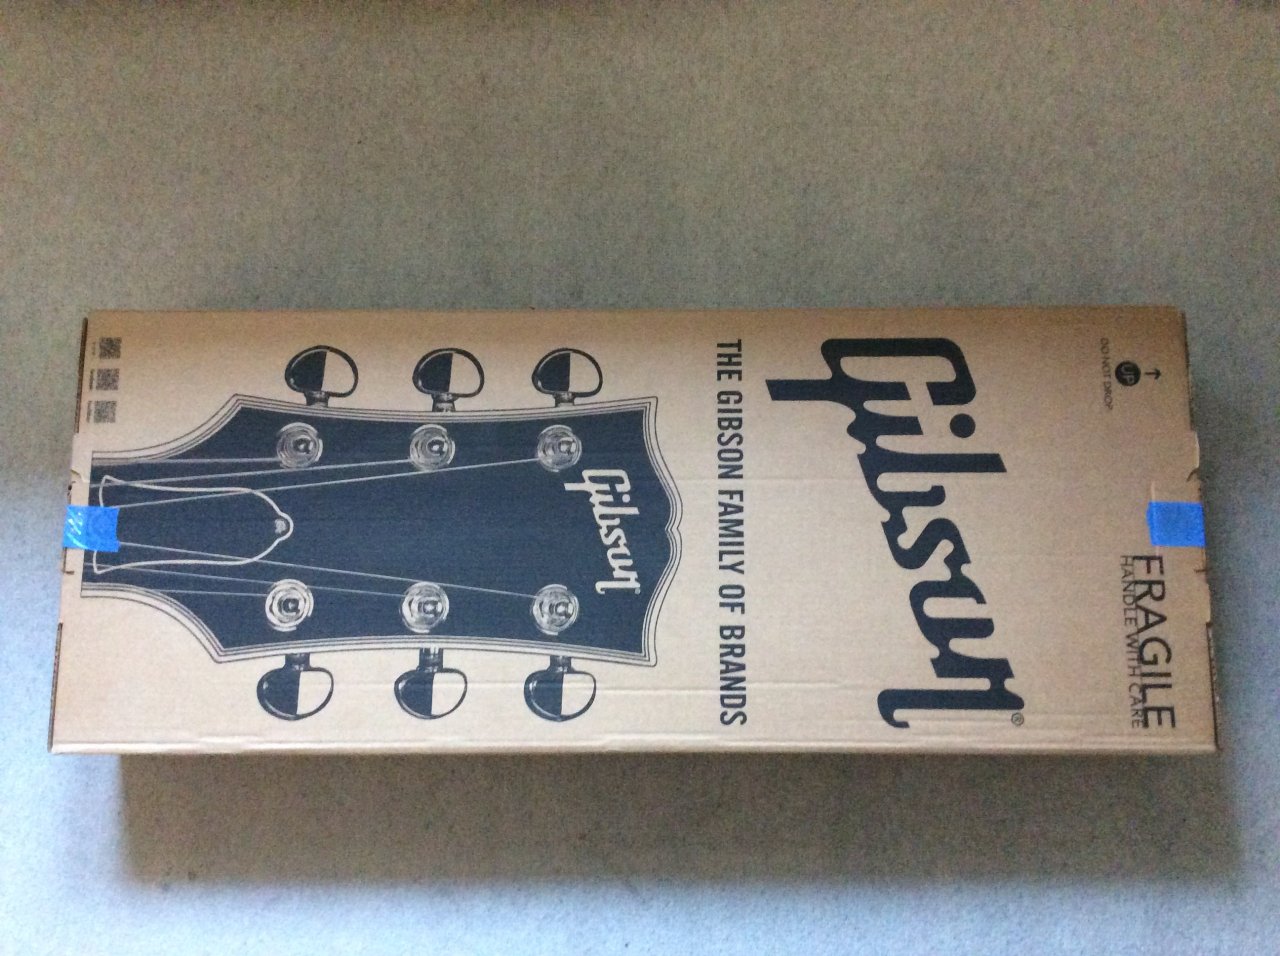 ↑
UP
DO NOT DROP
FRAGILE
HANDLE WITH CARE
Gibson®
THE GIBSON FAMILY OF BRANDS
Gibson